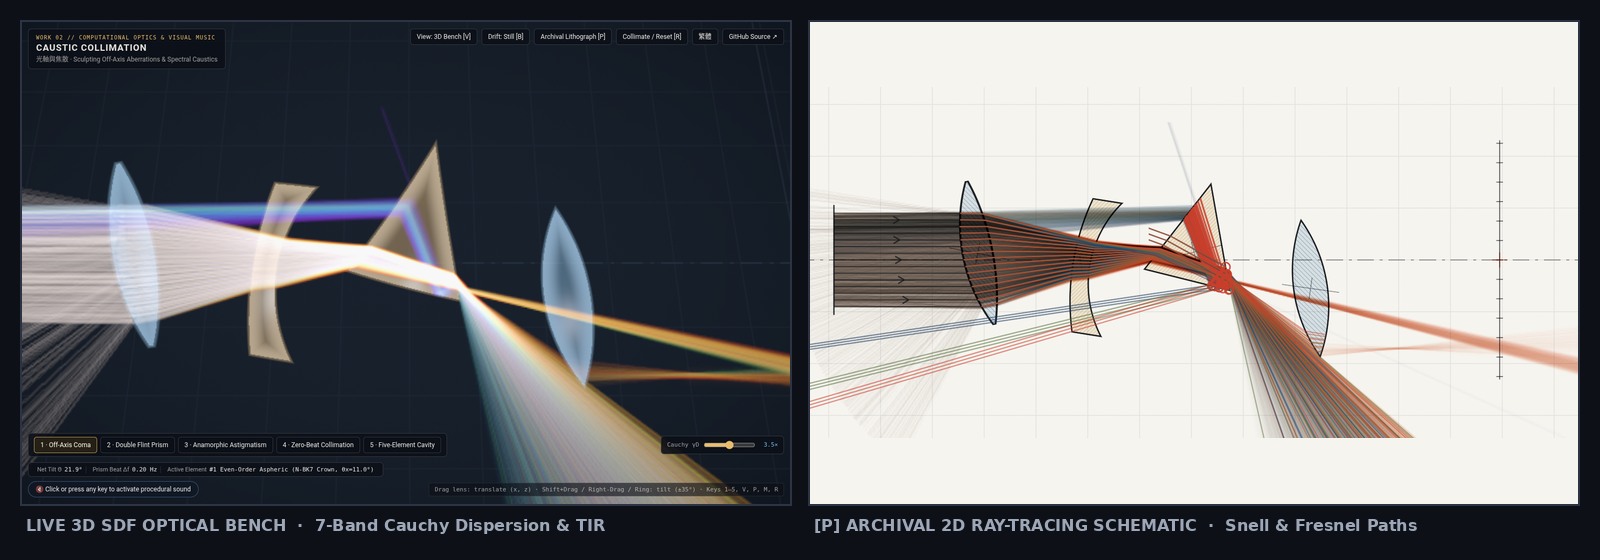 WORK 02 // COMPUTATIONAL OPTICS & VISUAL MUSIC
CAUSTIC COLLIMATION
光軸與焦散 · Sculpting Off-Axis Aberrations & Spectral Caustics
View: 3D Bench [V]
Drift: Still [B]
Archival Lithograph [P]
Collimate / Reset [R]
繁體
GitHub Source ↗
1 · Off-Axis Coma
2 · Double Flint Prism
3 · Anamorphic Astigmatism
4 · Zero-Beat Collimation
5 · Five-Element Cavity
Cauchy γD 3.5×
Net Tilt Θ 21.9° Prism Beat Δf 0.20 Hz Active Element #1 Even-Order Aspheric (N-BK7 Crown, θx=11.0°)
🔇 Click or press any key to activate procedural sound
Drag lens: translate (x, z) · Shift+Drag / Right-Drag / Ring: tilt (±35°) · Keys 1–5, V, P, M, R
LIVE 3D SDF OPTICAL BENCH · 7-Band Cauchy Dispersion & TIR
[P] ARCHIVAL 2D RAY-TRACING SCHEMATIC · Snell & Fresnel Paths